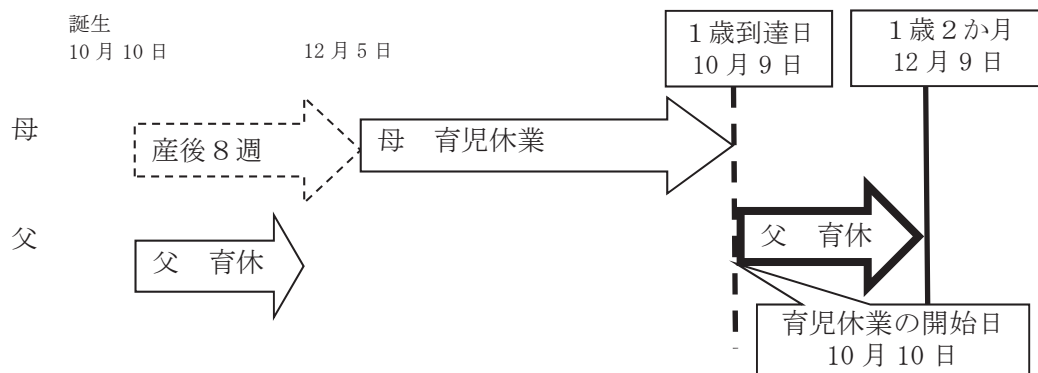 誕生
10月10日
12月5日
1歳到達日
10月9日
1歳2か月
12月9日
母
産後8週
母　育児休業
父
父　育休
父　育休
育児休業の開始日
10月10日